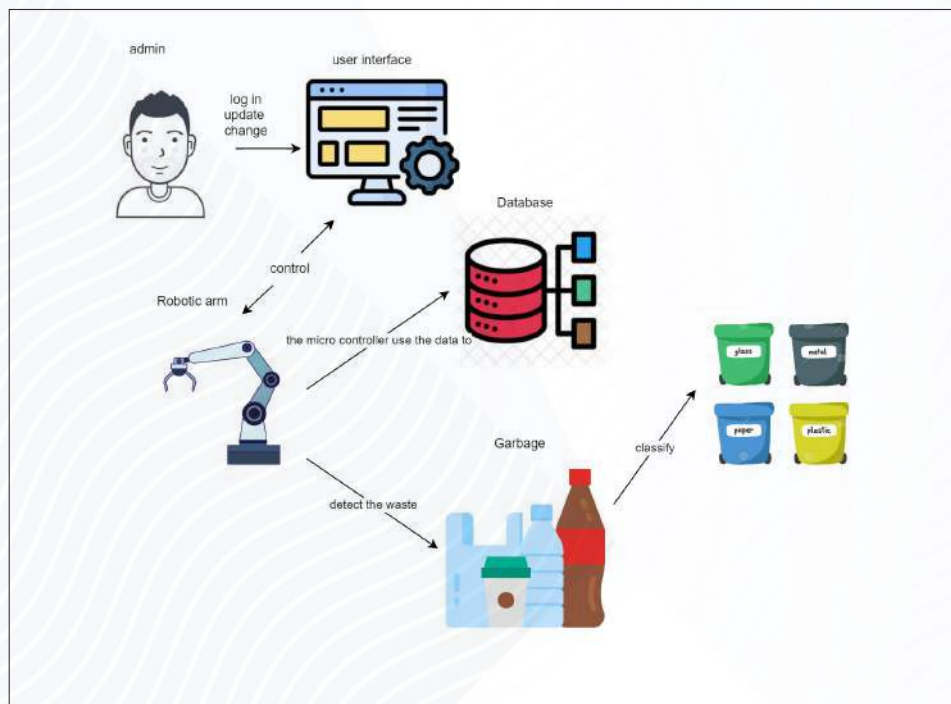 admin
user interface
log in
update
change
Database
control
Robotic arm
the micro controller use the data to
glass
metal
paper
plastic
Garbage
classify
detect the waste